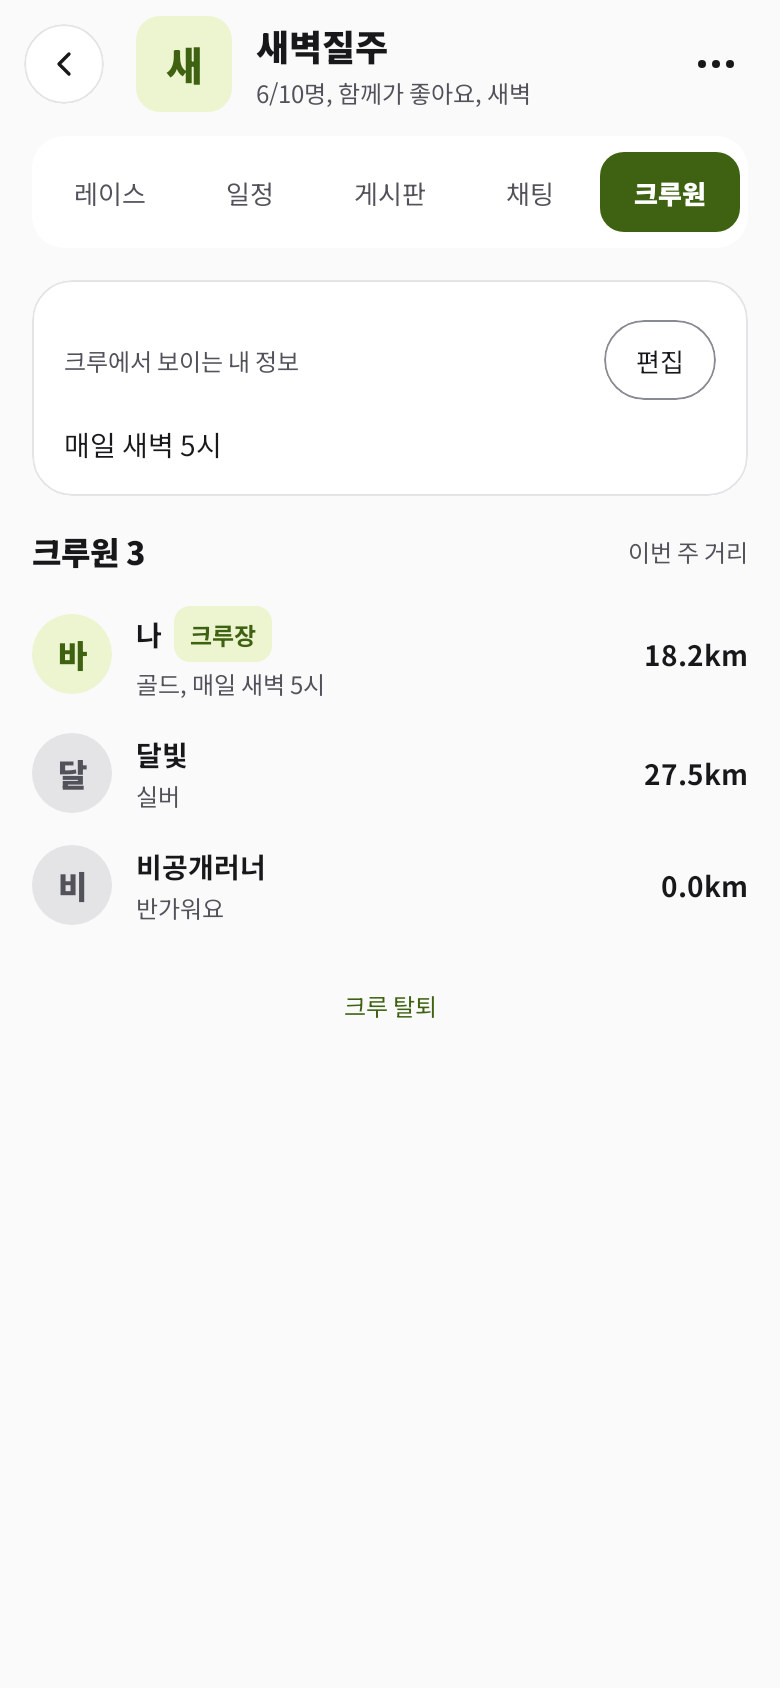 새
새벽질주
6/10명, 함께가 좋아요, 새벽
레이스 일정 게시판 채팅 크루원
크루에서 보이는 내 정보
편집
매일 새벽 5시
크루원 3
이번 주 거리
바
나 크루장
골드, 매일 새벽 5시
18.2km
달
달빛
실버
27.5km
비
비공개러너
반가워요
0.0km
크루 탈퇴